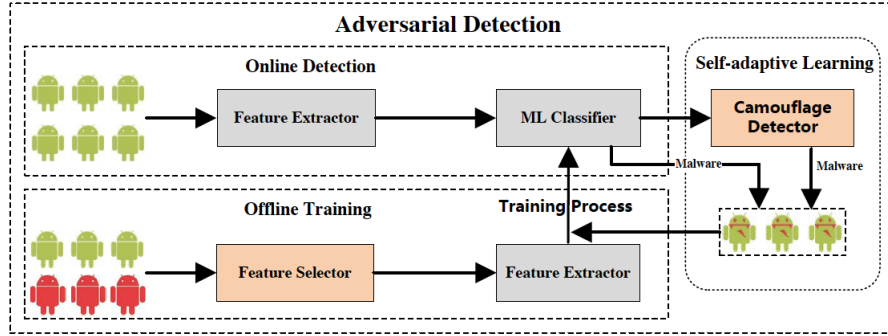 Adversarial Detection
Online Detection
Self-adaptive Learning
Feature Extractor
ML Classifier
Camouflage
Detector
Malware
Malware
Offline Training
Training Process
Feature Selector
Feature Extractor